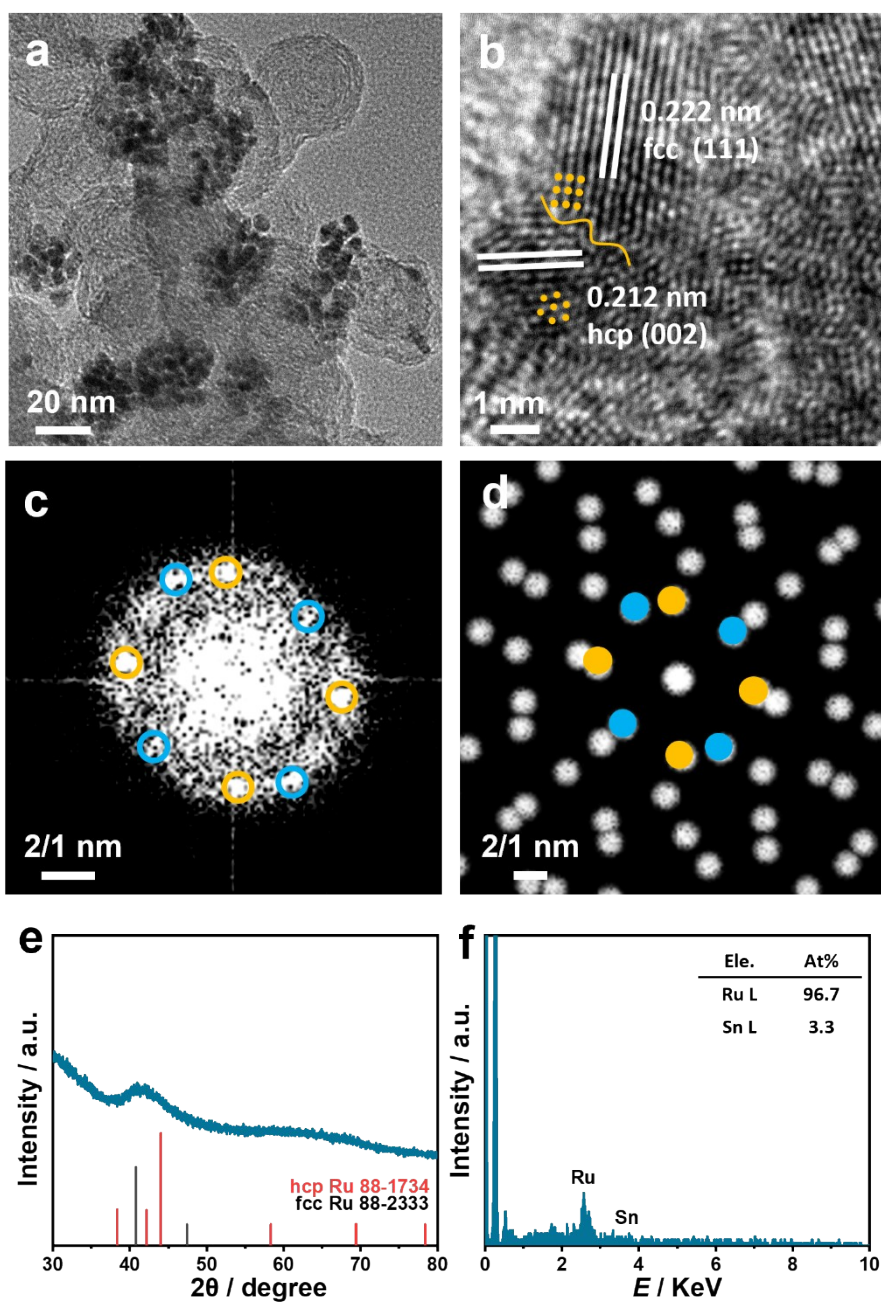 a
20 nm
b
0.222 nm
fcc (111)
0.212 nm
hcp (002)
1 nm
c
2/1 nm
d
2/1 nm
e
Intensity / a.u.
hcp Ru 88-1734
fcc Ru 88-2333
30 40 50 60 70 80
2θ / degree
f
Intensity / a.u.
Ele. At%
Ru L 96.7
Sn L 3.3
Ru
Sn
0 2 4 6 8 10
E / KeV